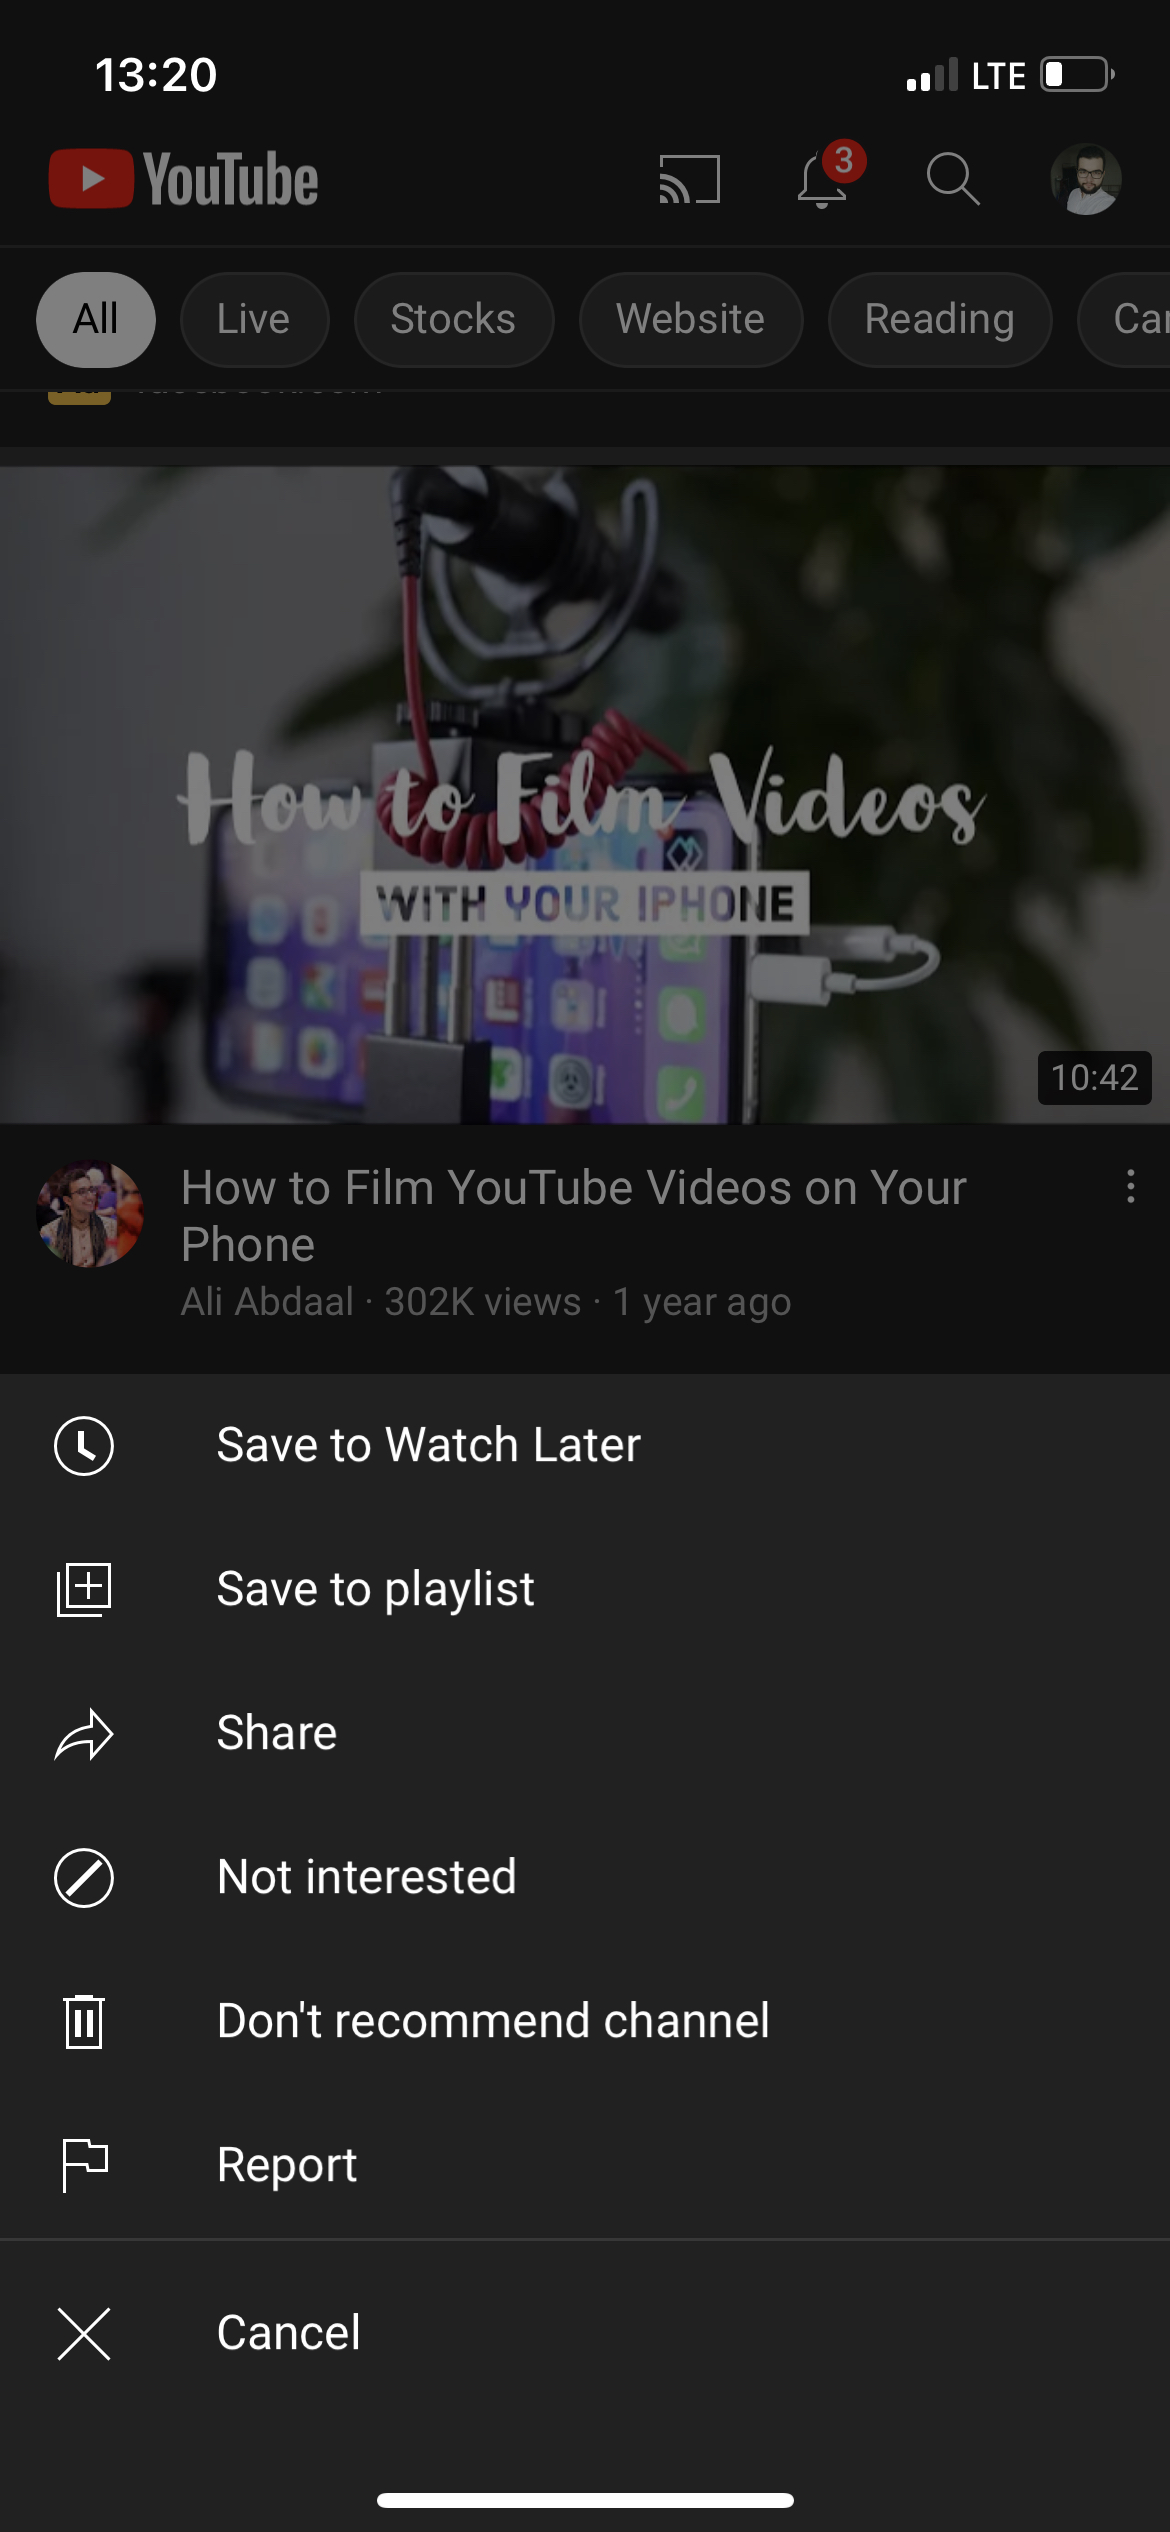 13:20
LTE
YouTube
3
All
Live
Stocks
Website
Reading
How to Film Videos
WITH YOUR IPHONE
10:42
How to Film YouTube Videos on Your
Phone
Ali Abdaal · 302K views · 1 year ago
Save to Watch Later
Save to playlist
Share
Not interested
Don't recommend channel
Report
Cancel